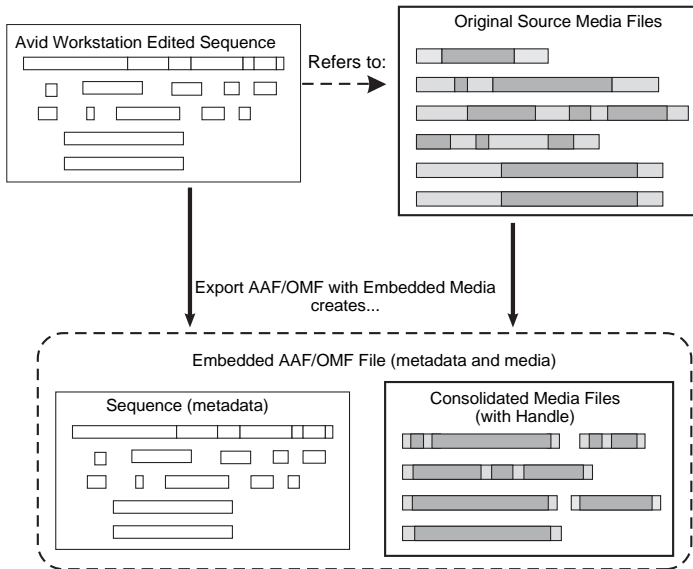 Avid Workstation Edited Sequence
Refers to:
Original Source Media Files
Export AAF/OMF with Embedded Media
creates...
Embedded AAF/OMF File (metadata and media)
Sequence (metadata)
Consolidated Media Files
(with Handle)